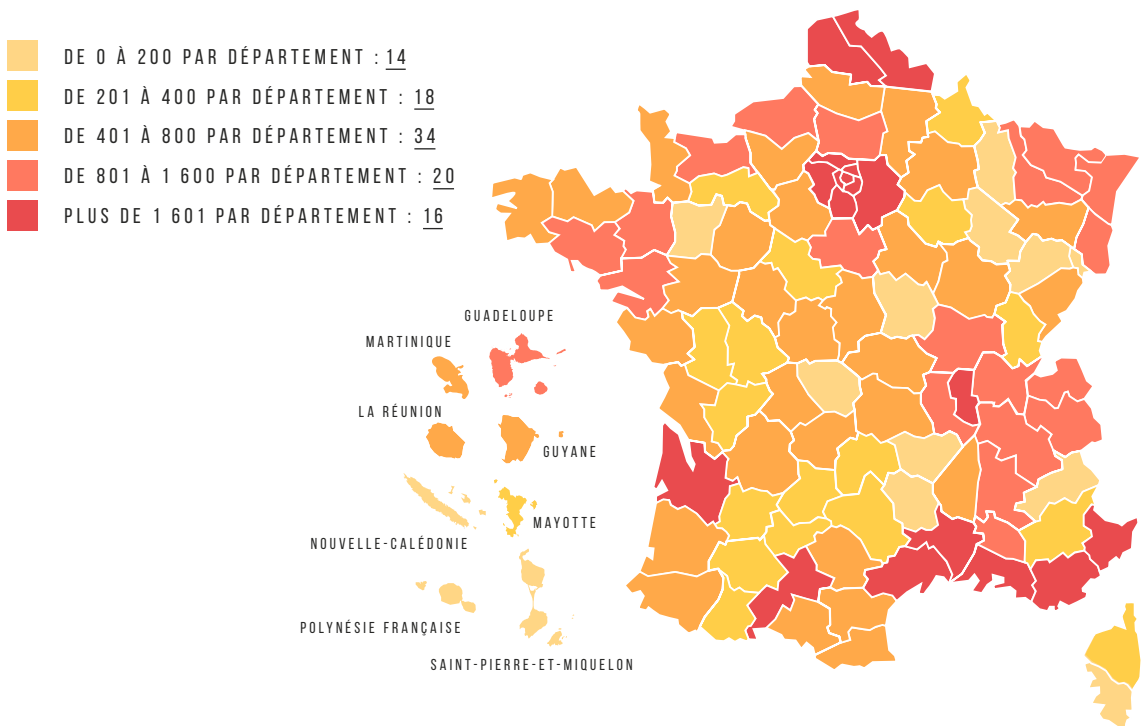 DE 0 À 200 PAR DÉPARTEMENT : 14
DE 201 À 400 PAR DÉPARTEMENT : 18
DE 401 À 800 PAR DÉPARTEMENT : 34
DE 801 À 1 600 PAR DÉPARTEMENT : 20
PLUS DE 1 601 PAR DÉPARTEMENT : 16
GUADELOUPE
MARTINIQUE
LA RÉUNION
GUYANE
MAYOTTE
NOUVELLE-CALÉDONIE
POLYNÉSIE FRANÇAISE
SAINT-PIERRE-ET-MIQUELON